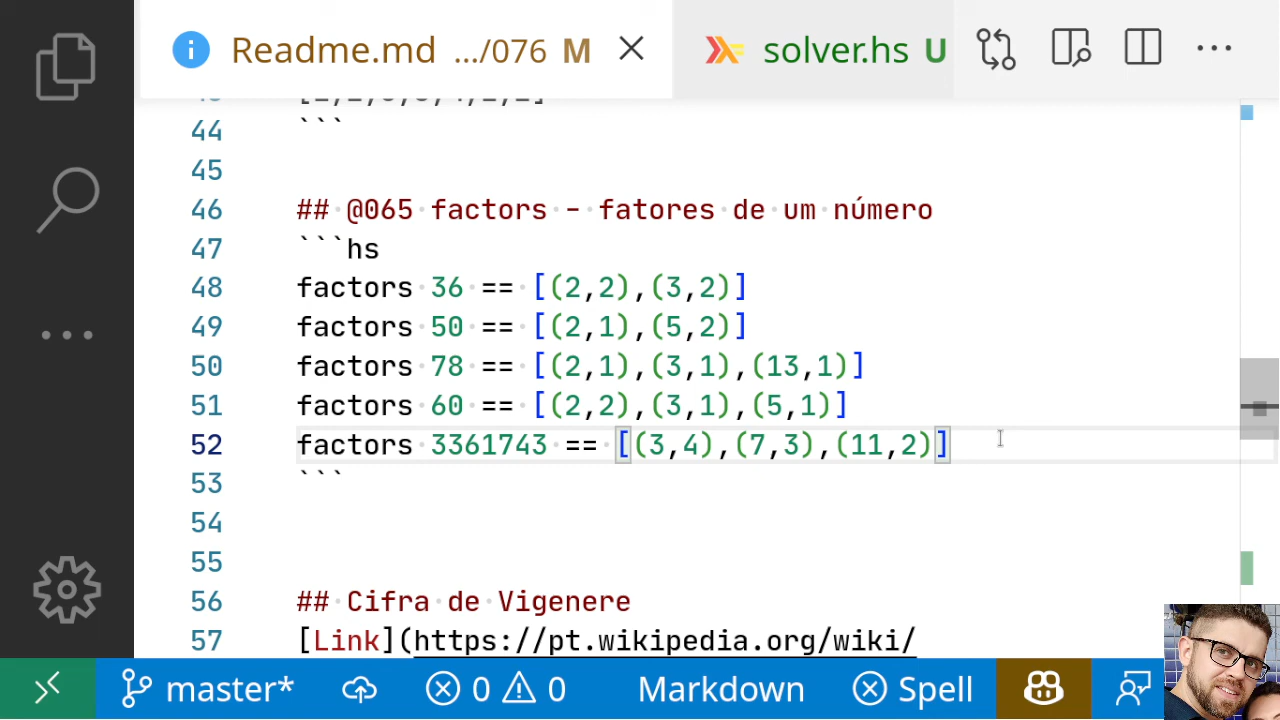 Readme.md .../076 M
solver.hs U
44 ```
45
46 ## @065 factors - fatores de um número
47 ```hs
48 factors 36 == [(2,2),(3,2)]
49 factors 50 == [(2,1),(5,2)]
50 factors 78 == [(2,1),(3,1),(13,1)]
51 factors 60 == [(2,2),(3,1),(5,1)]
52 factors 3361743 == [(3,4),(7,3),(11,2)]
53 ```
54
55
56 ## Cifra de Vigenere
57 [Link](https://pt.wikipedia.org/wiki/
master* 0 0 Markdown Spell